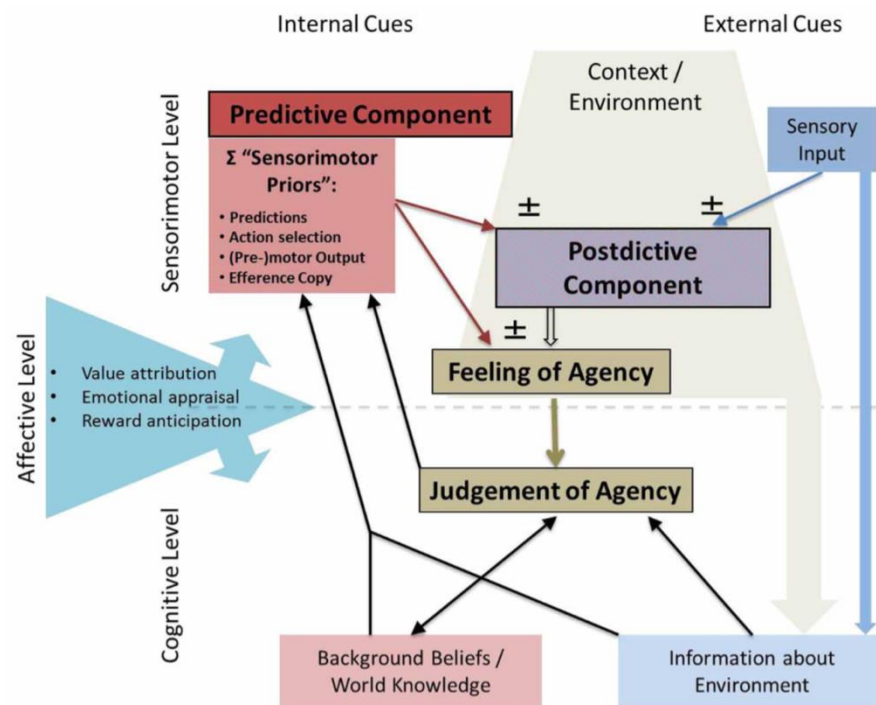 Internal Cues
External Cues
Sensorimotor Level
Affective Level
Cognitive Level
Context /
Environment
Predictive Component
Σ “Sensorimotor
Priors”:
• Predictions
• Action selection
• (Pre-)motor Output
• Efference Copy
Sensory
Input
±
±
Postdictive
Component
±
Feeling of Agency
• Value attribution
• Emotional appraisal
• Reward anticipation
Judgement of Agency
Background Beliefs /
World Knowledge
Information about
Environment